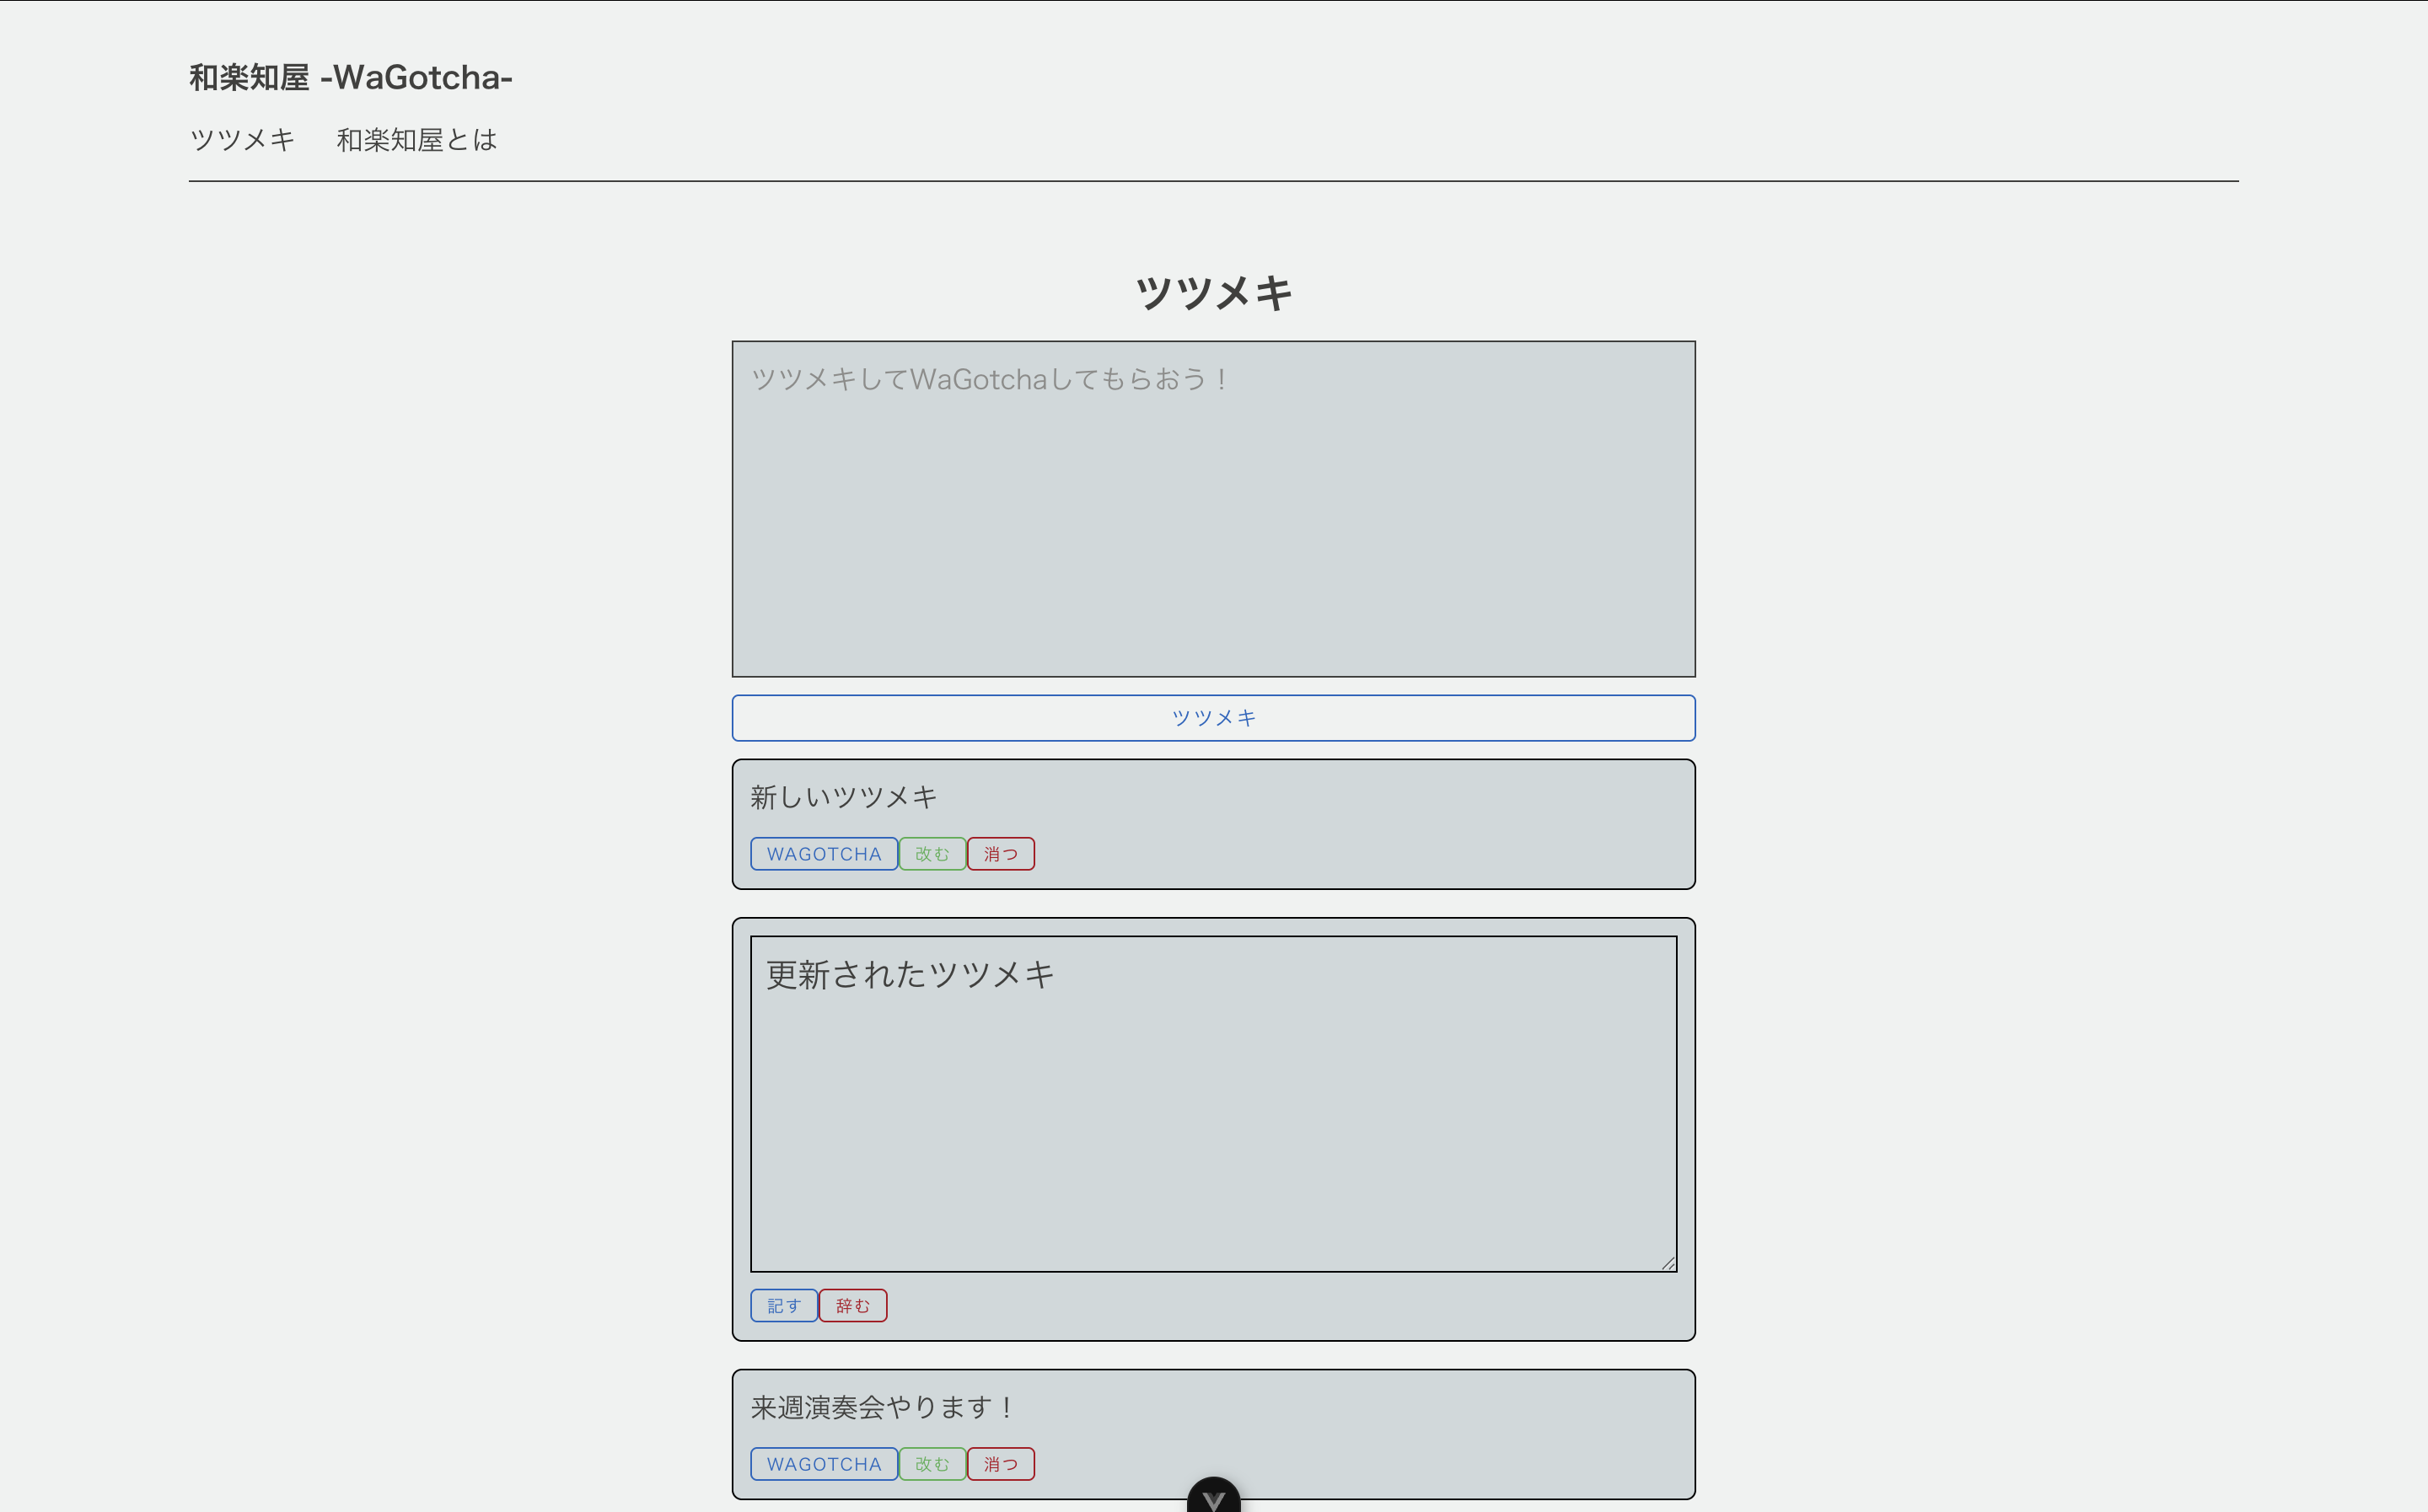 和楽知屋 -WaGotcha-
ツツメキ 和楽知屋とは
ツツメキ
ツツメキしてWaGotchaしてもらおう！
ツツメキ
新しいツツメキ
WAGOTCHA 改む 消つ
更新されたツツメキ
記す 辞む
来週演奏会やります！
WAGOTCHA 改む 消つ